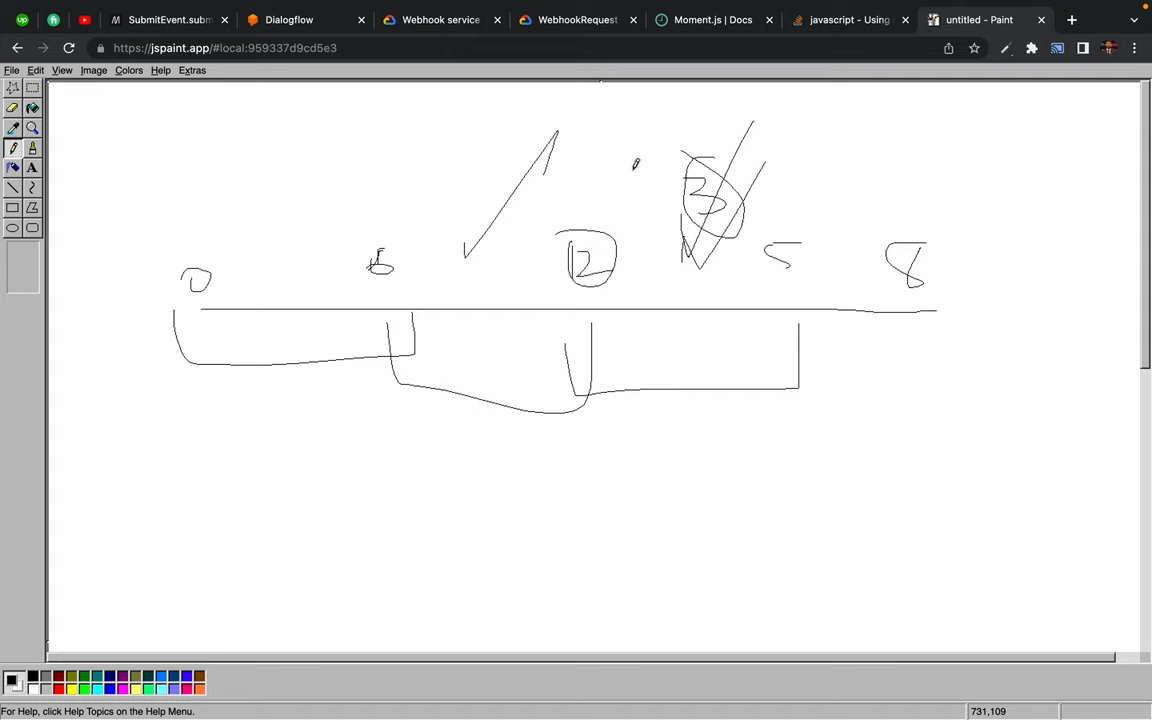 SubmitEvent.subm
Dialogflow
Webhook service
WebhookRequest
Moment.js | Docs
javascript - Using
untitled - Paint
https://jspaint.app/#local:959337d9cd5e3
File Edit View Image Colors Help Extras
3
0 6 12 5 8
For Help, click Help Topics on the Help Menu.
731,109